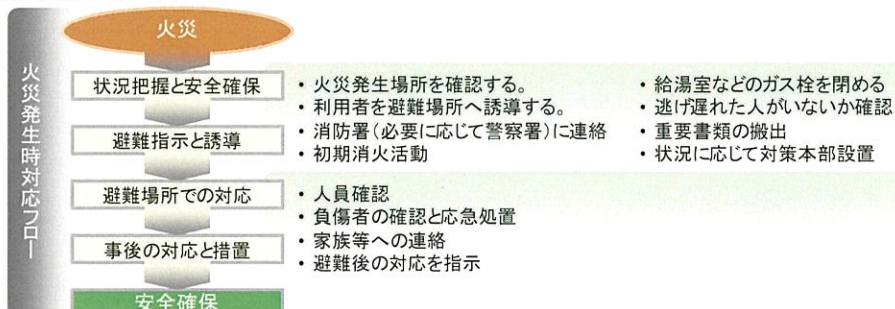 火災発生時対応フロー
火災
状況把握と安全確保
避難指示と誘導
避難場所での対応
事後の対応と措置
安全確保
・ 火災発生場所を確認する。
・ 利用者を避難場所へ誘導する。
・ 消防署(必要に応じて警察署)に連絡
・ 初期消火活動
・ 給湯室などのガス栓を閉める
・ 逃げ遅れた人がいないか確認
・ 重要書類の搬出
・ 状況に応じて対策本部設置
・ 人員確認
・ 負傷者の確認と応急処置
・ 家族等への連絡
・ 避難後の対応を指示